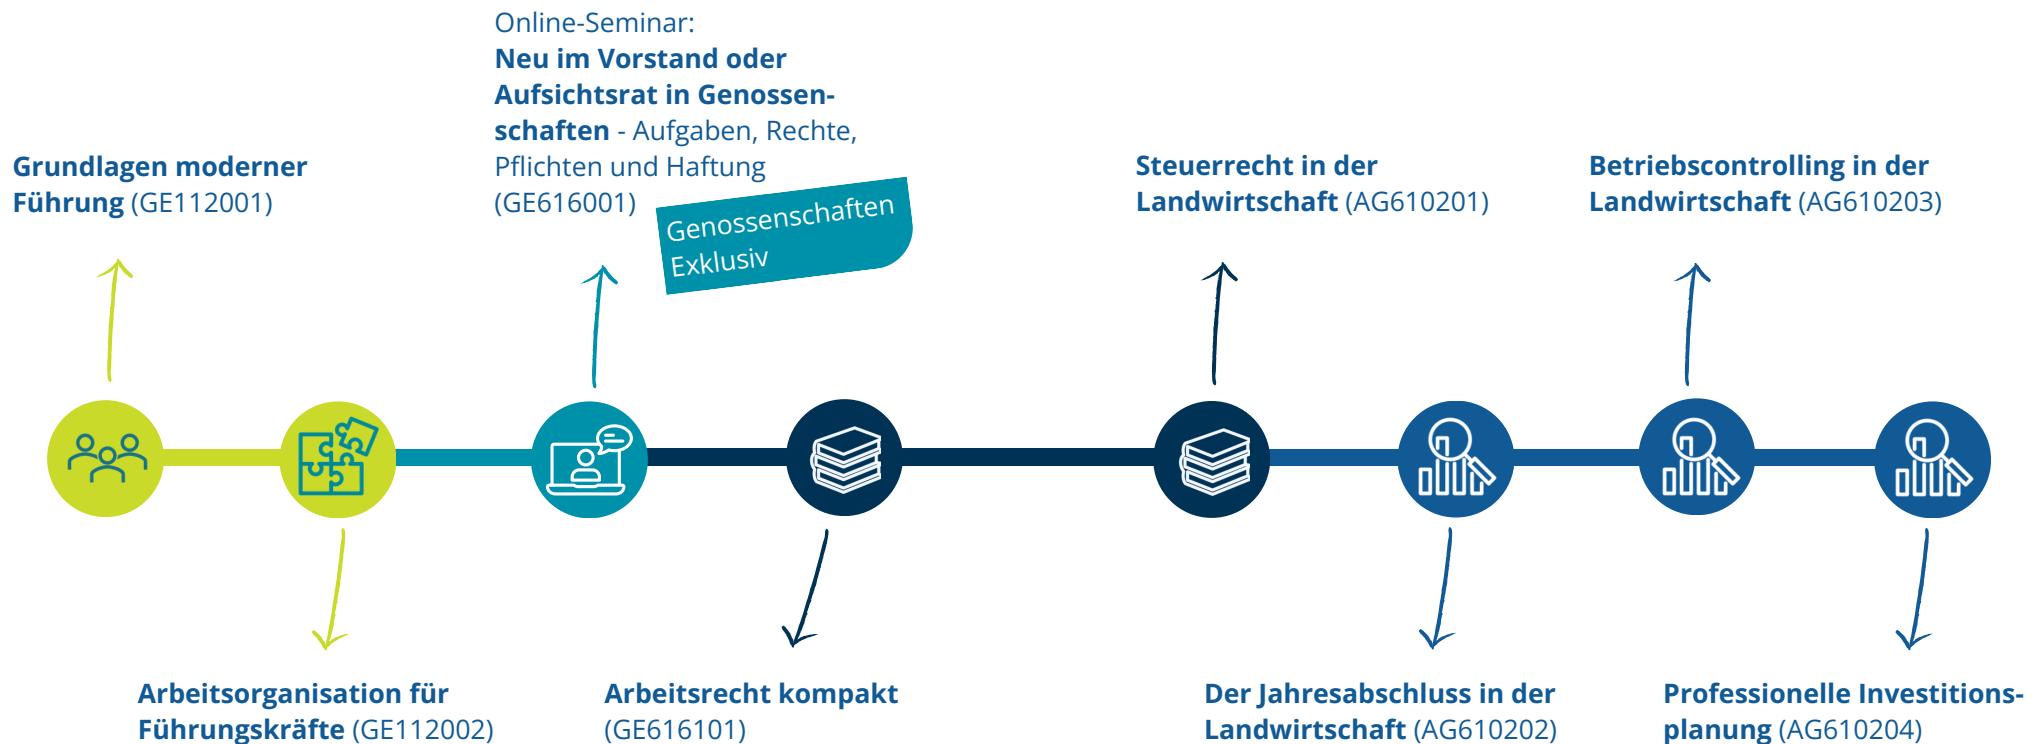 Grundlagen moderner
Führung (GE112001)
Online-Seminar:
Neu im Vorstand oder
Aufsichtsrat in Genossen-
schaften - Aufgaben, Rechte,
Pflichten und Haftung
(GE616001)
Genossenschaften
Exklusiv
Steuerrecht in der
Landwirtschaft (AG610201)
Betriebscontrolling in der
Landwirtschaft (AG610203)
Arbeitsorganisation für
Führungskräfte (GE112002)
Arbeitsrecht kompakt
(GE616101)
Der Jahresabschluss in der
Landwirtschaft (AG610202)
Professionelle Investitions-
planung (AG610204)